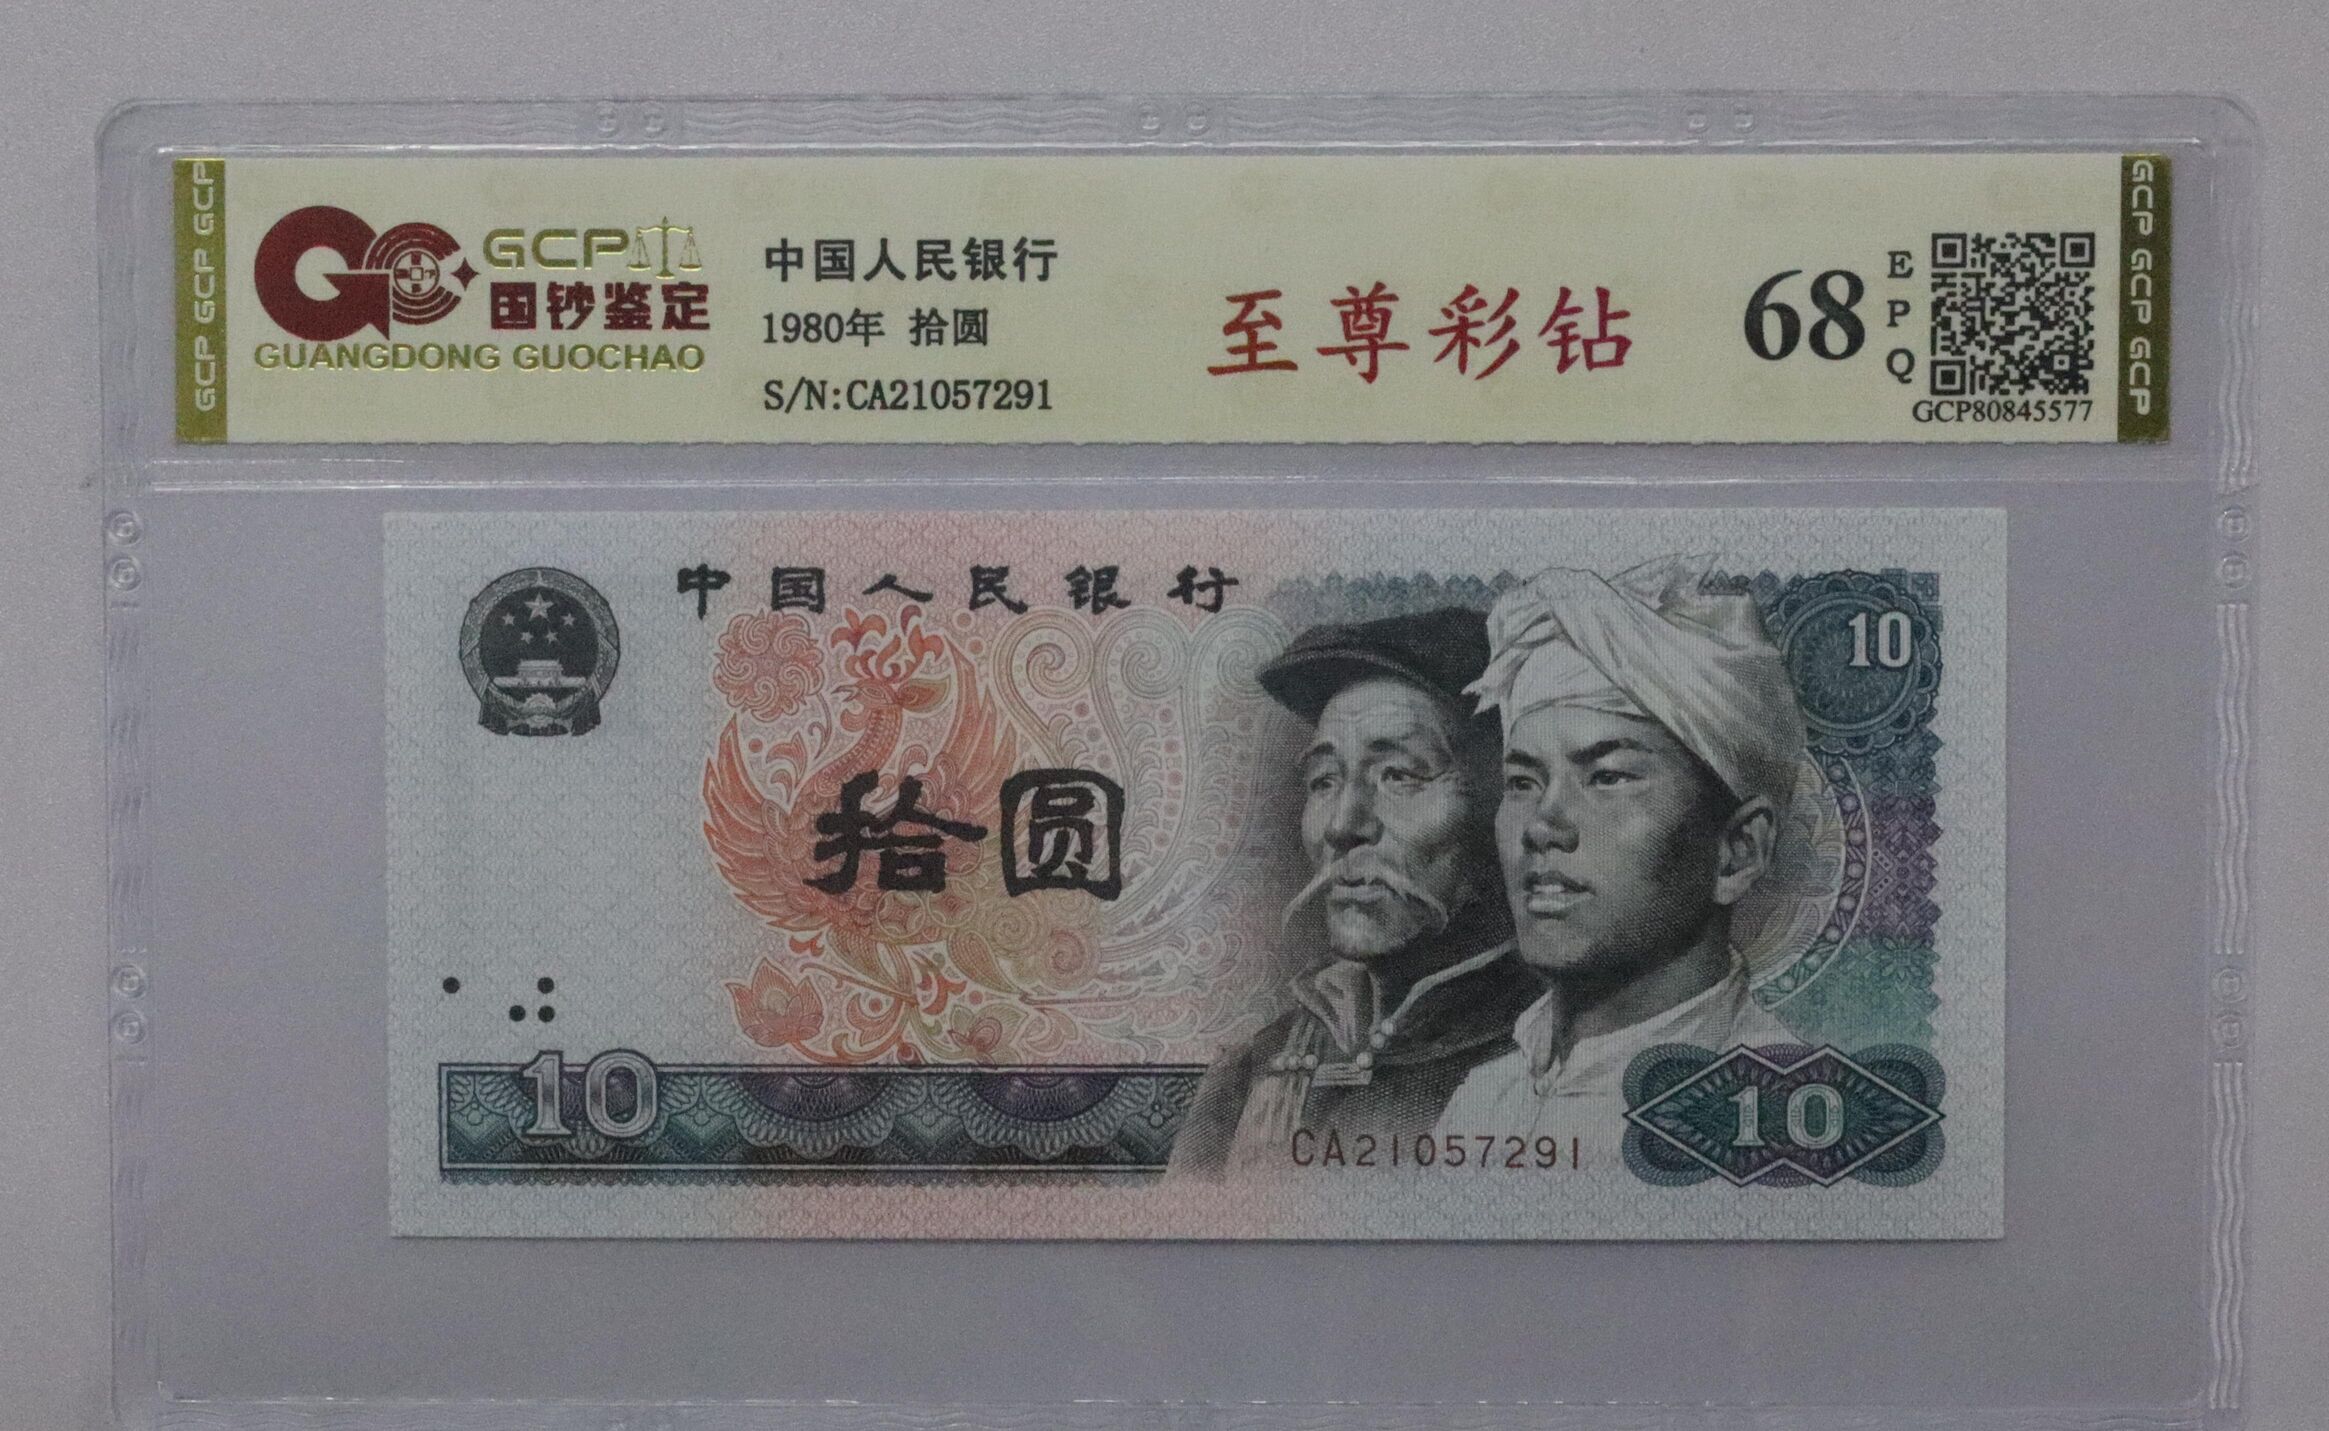 GCP GCP GCP
GCP
国钞鉴定
GUANGDONG GUOCHAO
中国人民银行
1980年 拾圆
S/N:CA21057291
至尊彩钻
68
EPQ
GCP80845577
GCP GCP GCP
中国人民银行
10
拾圆
10
CA21057291
10